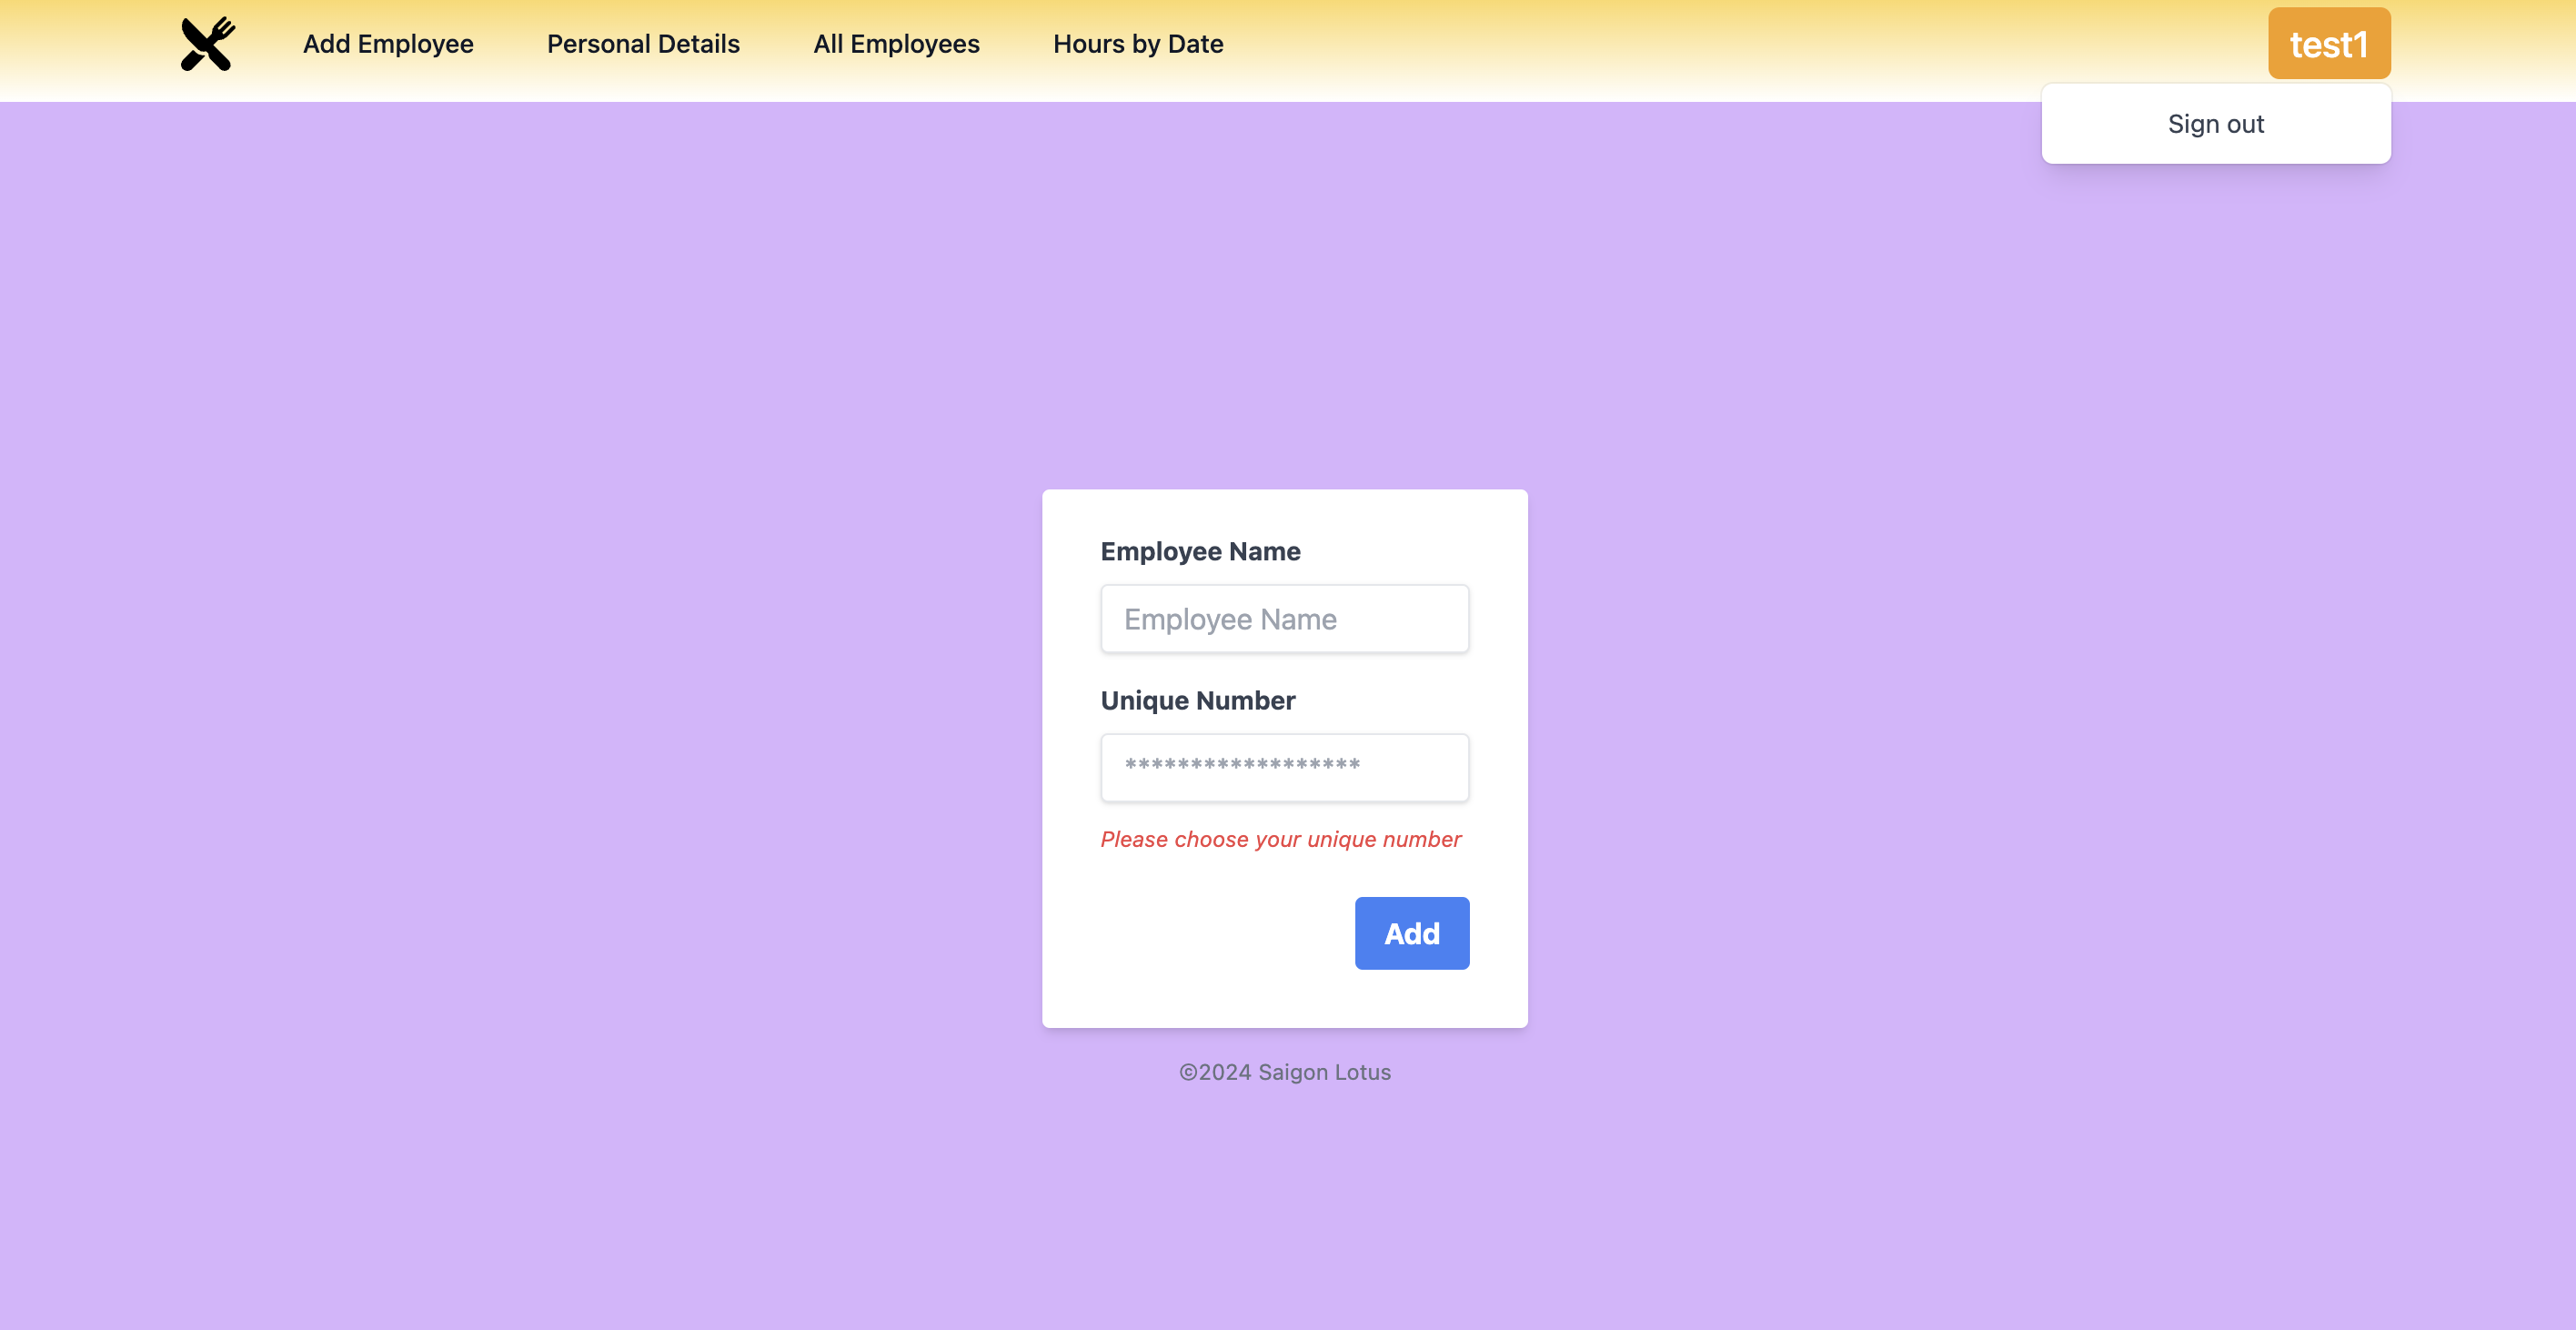 Add Employee
Personal Details
All Employees
Hours by Date
test1
Sign out
Employee Name
Employee Name
Unique Number
******************
Please choose your unique number
Add
©2024 Saigon Lotus